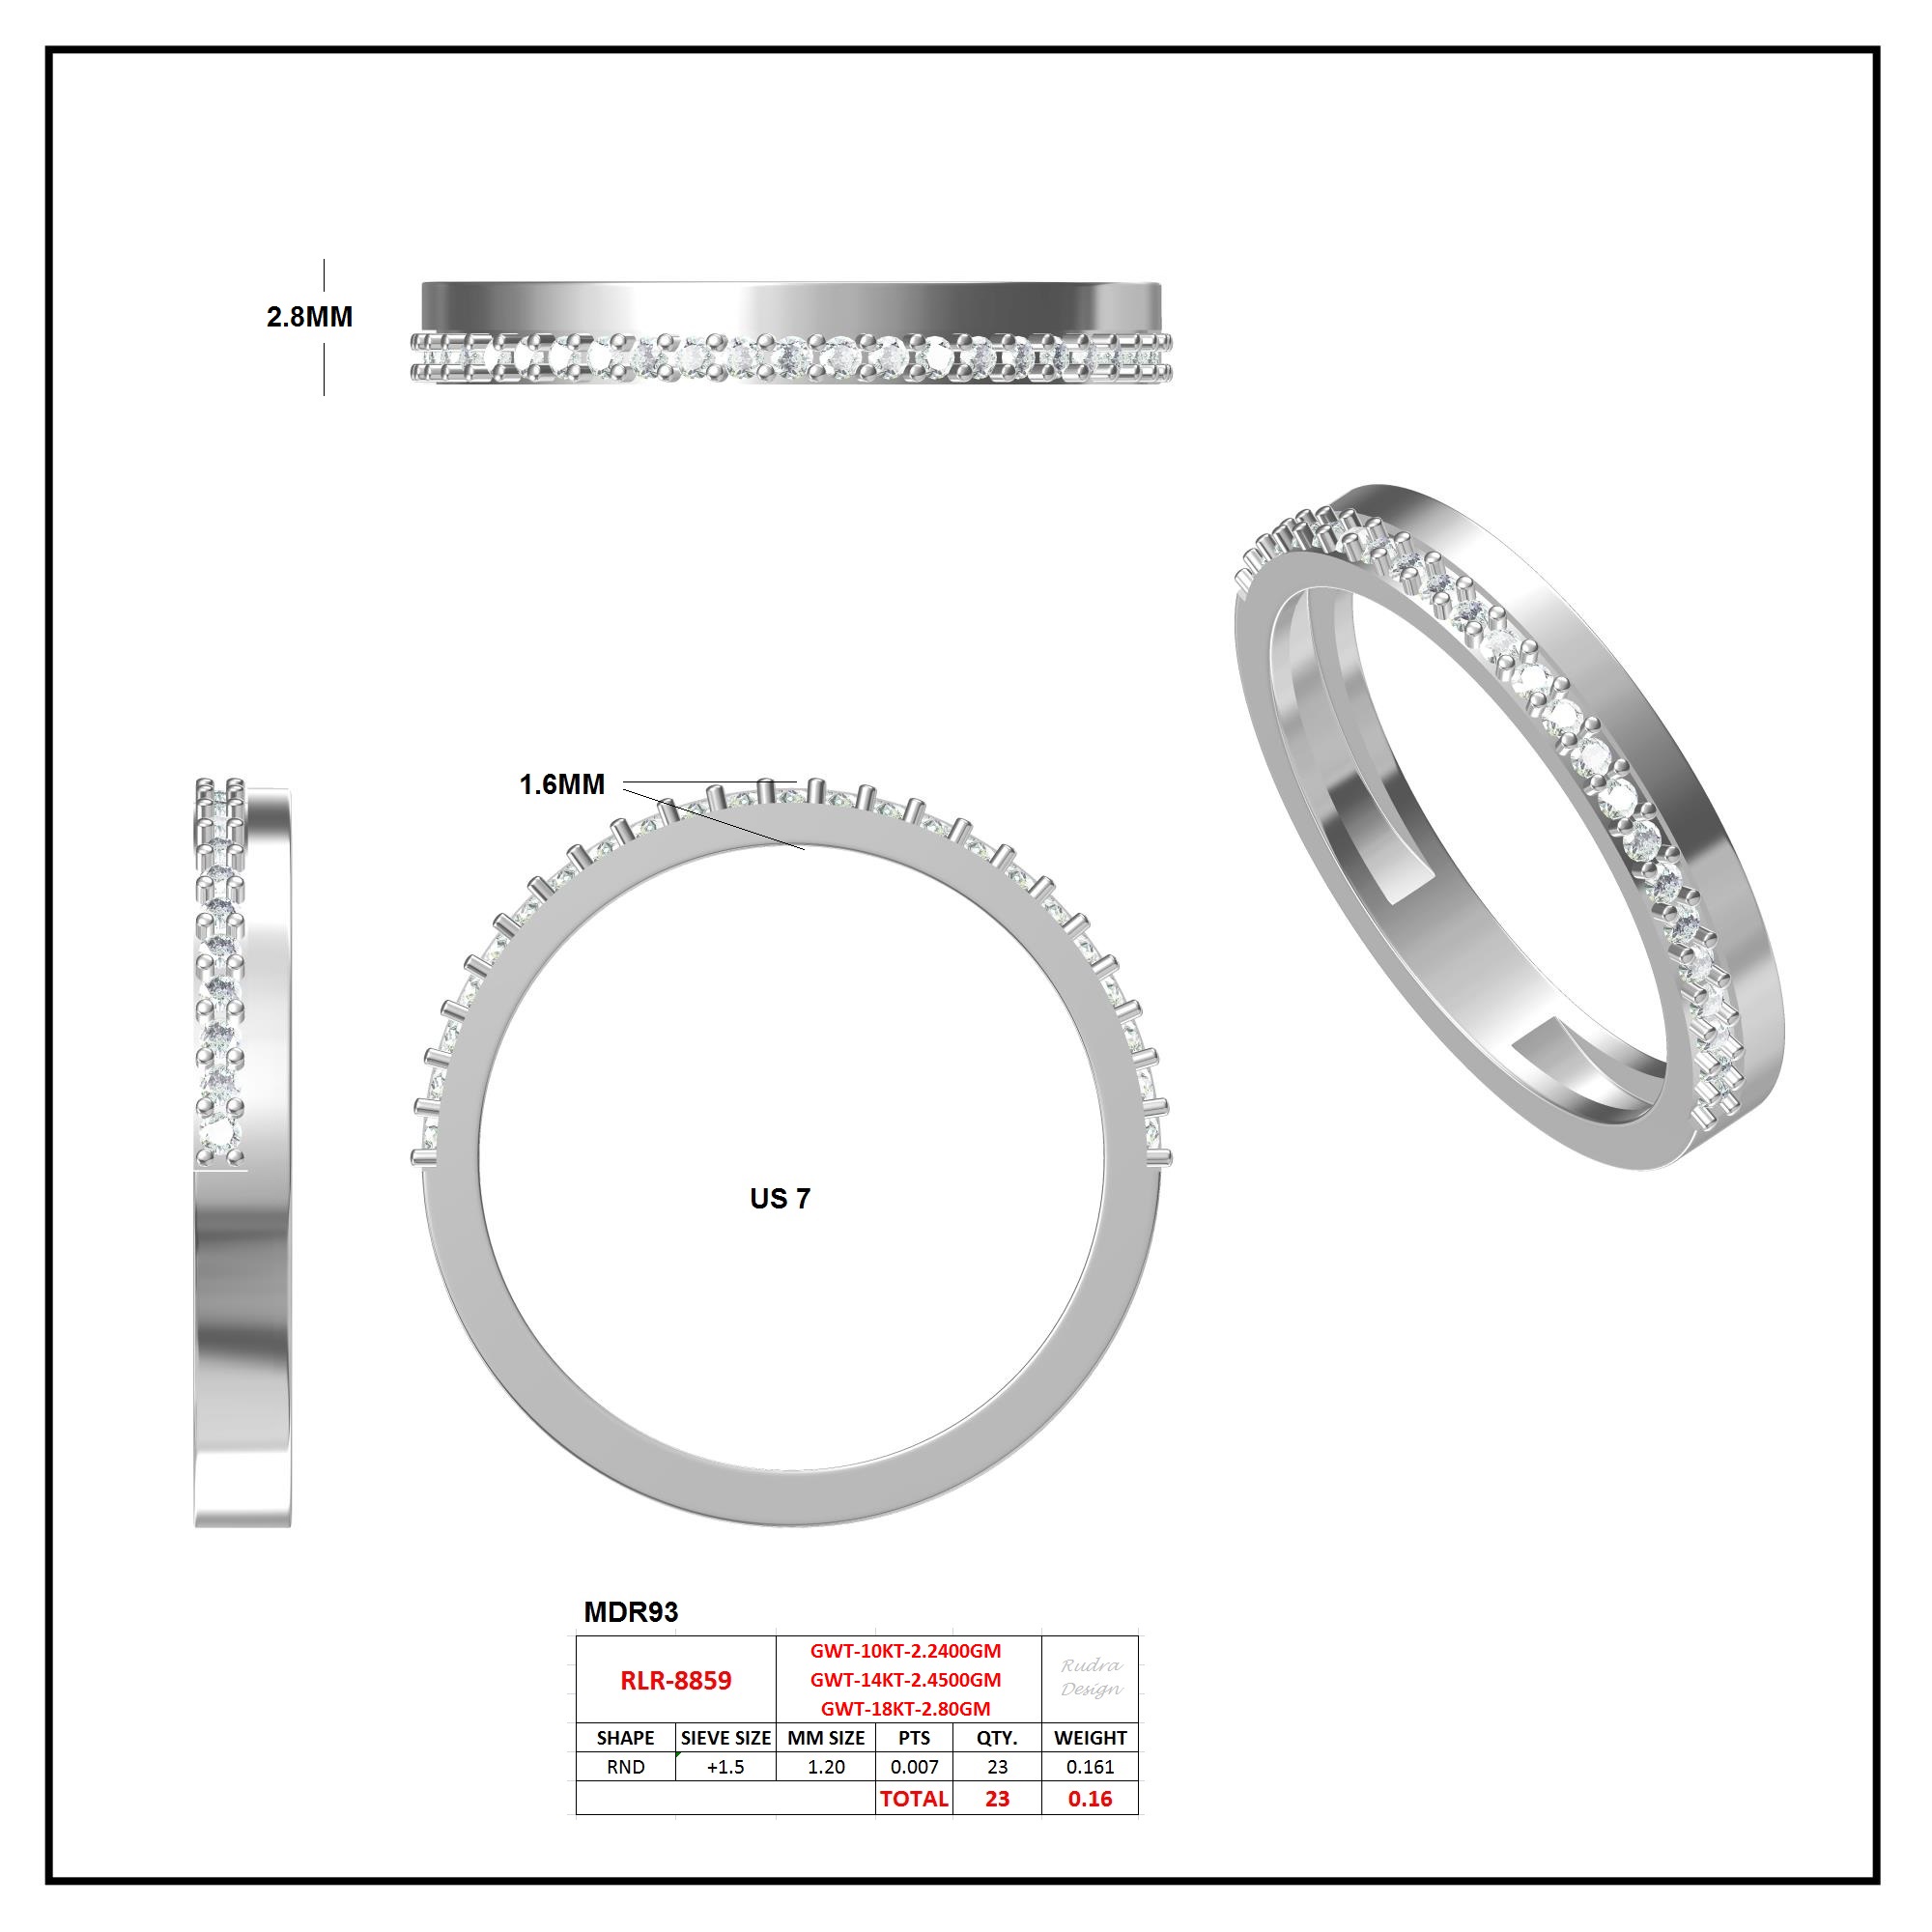 2.8MM
1.6MM
US 7
MDR93
RLR-8859
GWT-10KT-2.2400GM
GWT-14KT-2.4500GM
GWT-18KT-2.80GM
Rudra
Design
SHAPE SIEVE SIZE MM SIZE PTS QTY. WEIGHT
RND +1.5 1.20 0.007 23 0.161
TOTAL 23 0.16